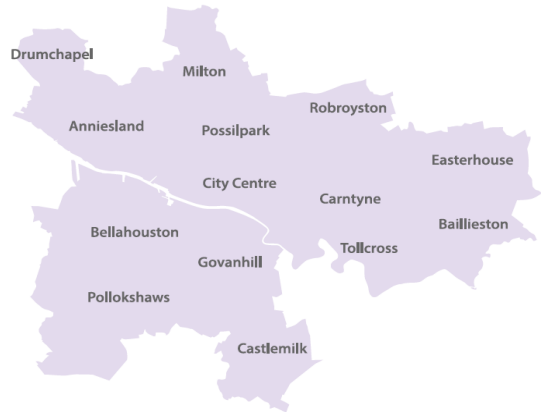 Drumchapel
Milton
Robroyston
Anniesland
Possilpark
Easterhouse
City Centre
Carntyne
Baillieston
Bellahouston
Tollcross
Govanhill
Pollokshaws
Castlemilk